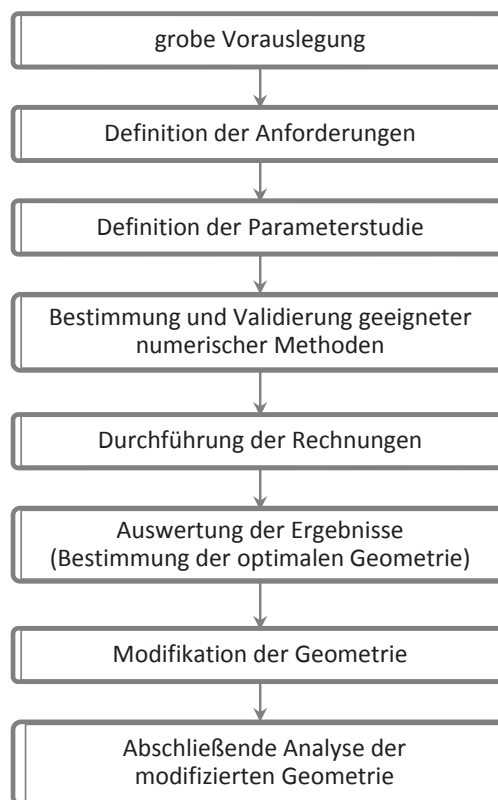 grobe Vorauslegung
Definition der Anforderungen
Definition der Parameterstudie
Bestimmung und Validierung geeigneter
numerischer Methoden
Durchführung der Rechnungen
Auswertung der Ergebnisse
(Bestimmung der optimalen Geometrie)
Modifikation der Geometrie
Abschließende Analyse der
modifizierten Geometrie